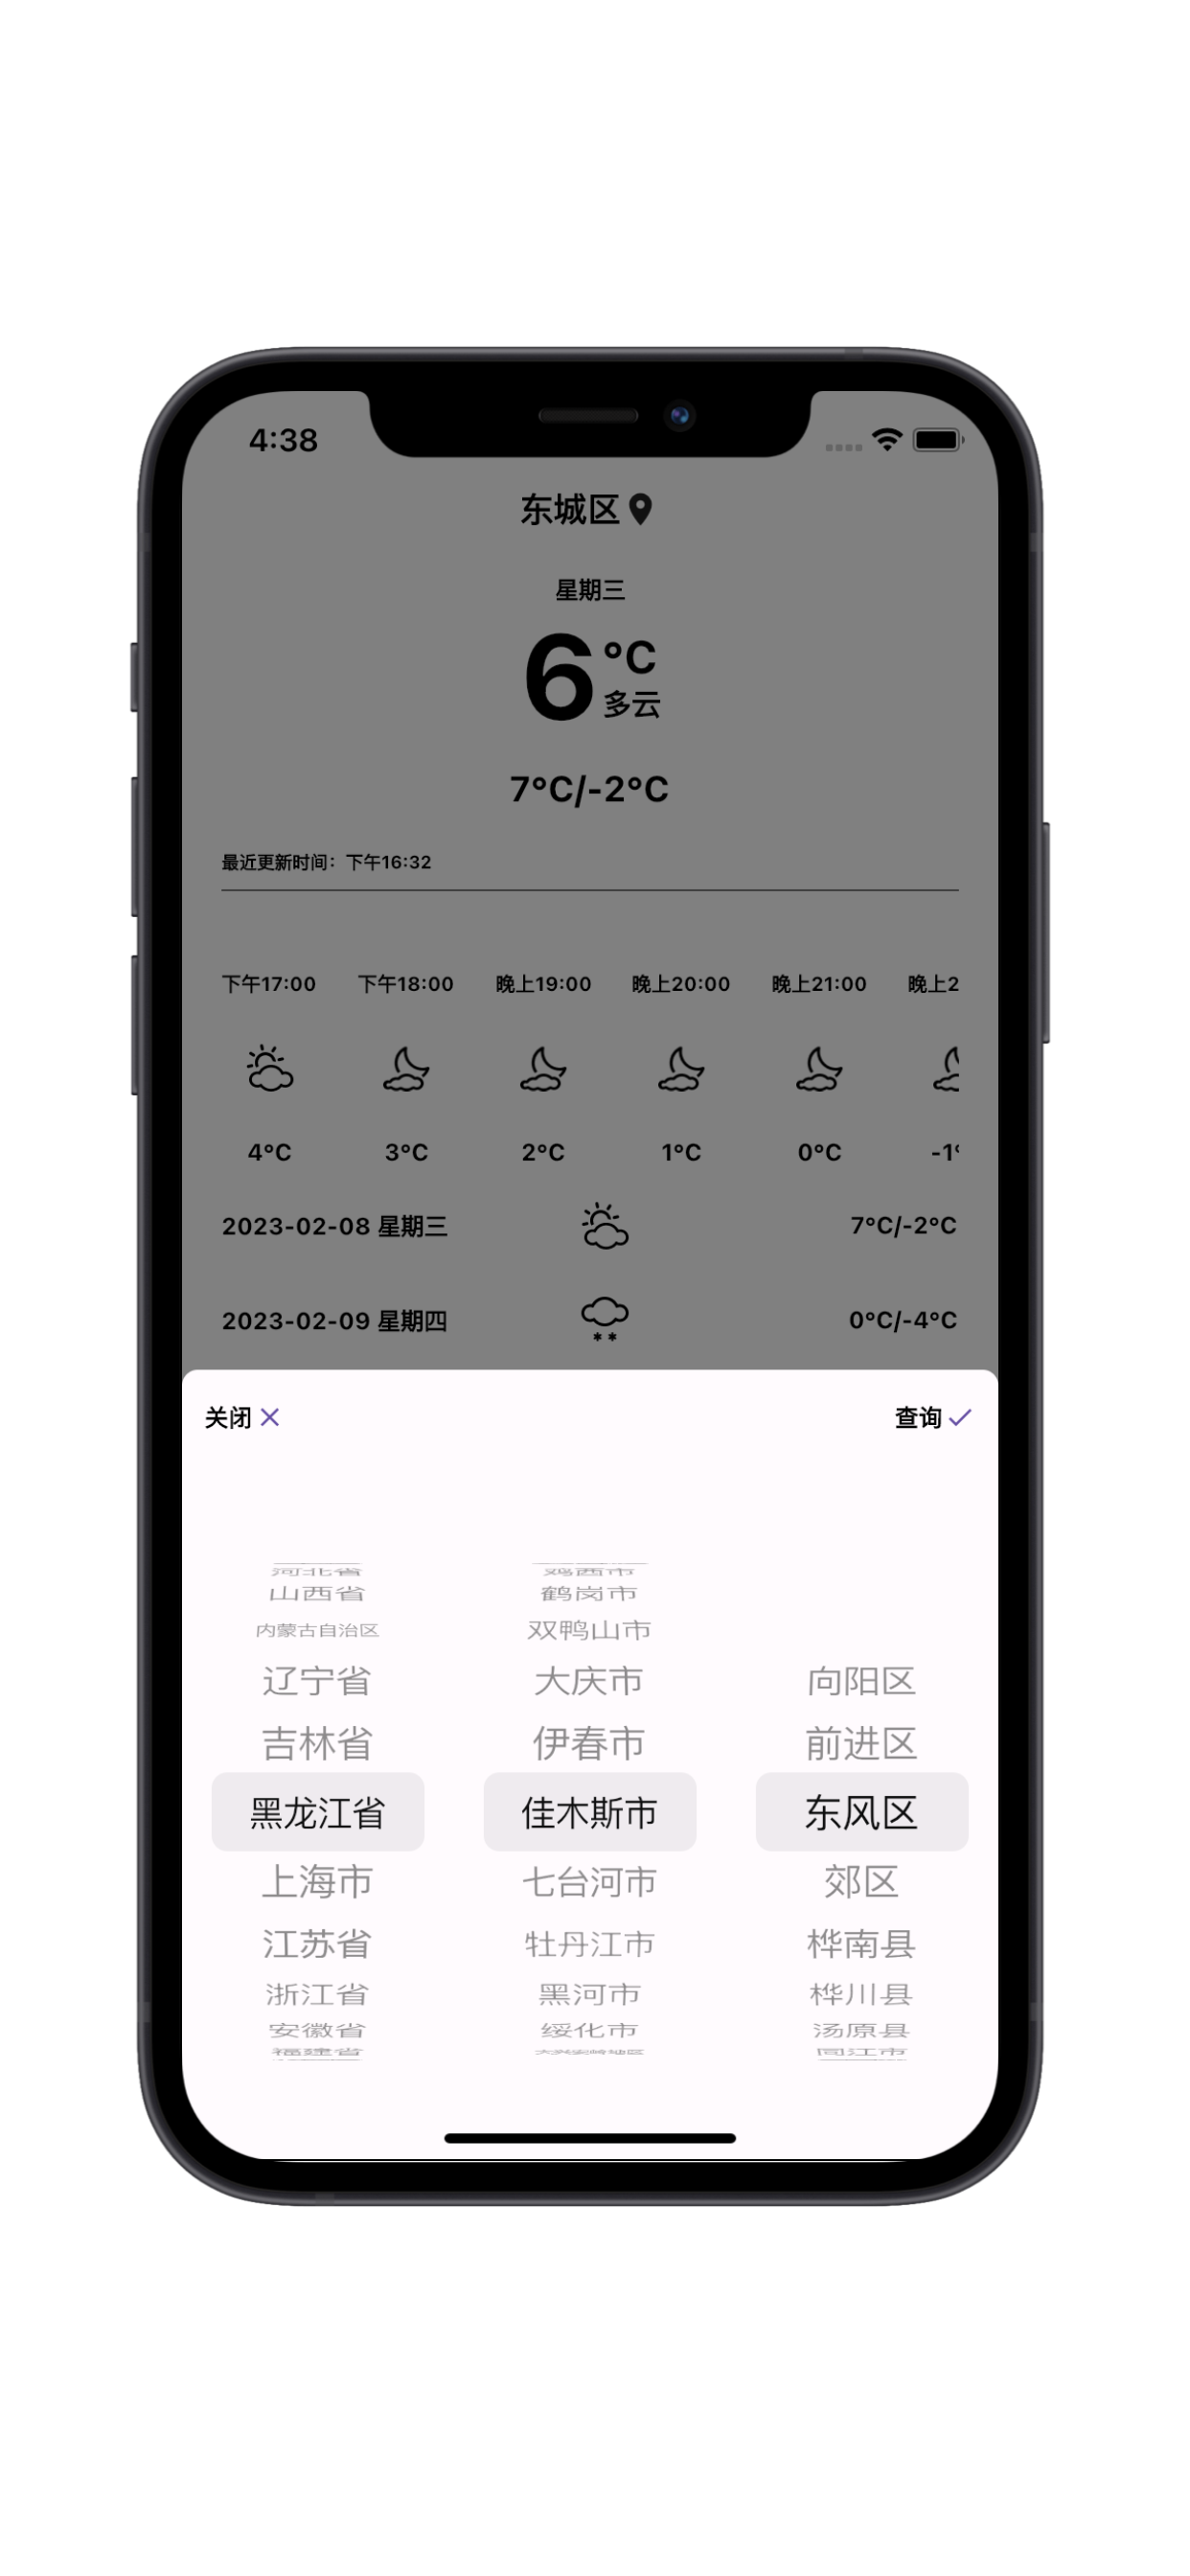 4:38
东城区
星期三
6
°C
多云
7°C/-2°C
最近更新时间：下午16:32
下午17:00 下午18:00 晚上19:00 晚上20:00 晚上21:00 晚上2
4°C 3°C 2°C 1°C 0°C -1°
2023-02-08 星期三 7°C/-2°C
2023-02-09 星期四 0°C/-4°C
关闭 查询
河北省 鸡西市
山西省 鹤岗市
内蒙古自治区 双鸭山市
辽宁省 大庆市 向阳区
吉林省 伊春市 前进区
黑龙江省 佳木斯市 东风区
上海市 七台河市 郊区
江苏省 牡丹江市 桦南县
浙江省 黑河市 桦川县
安徽省 绥化市 汤原县
福建省 大兴安岭地区 同江市